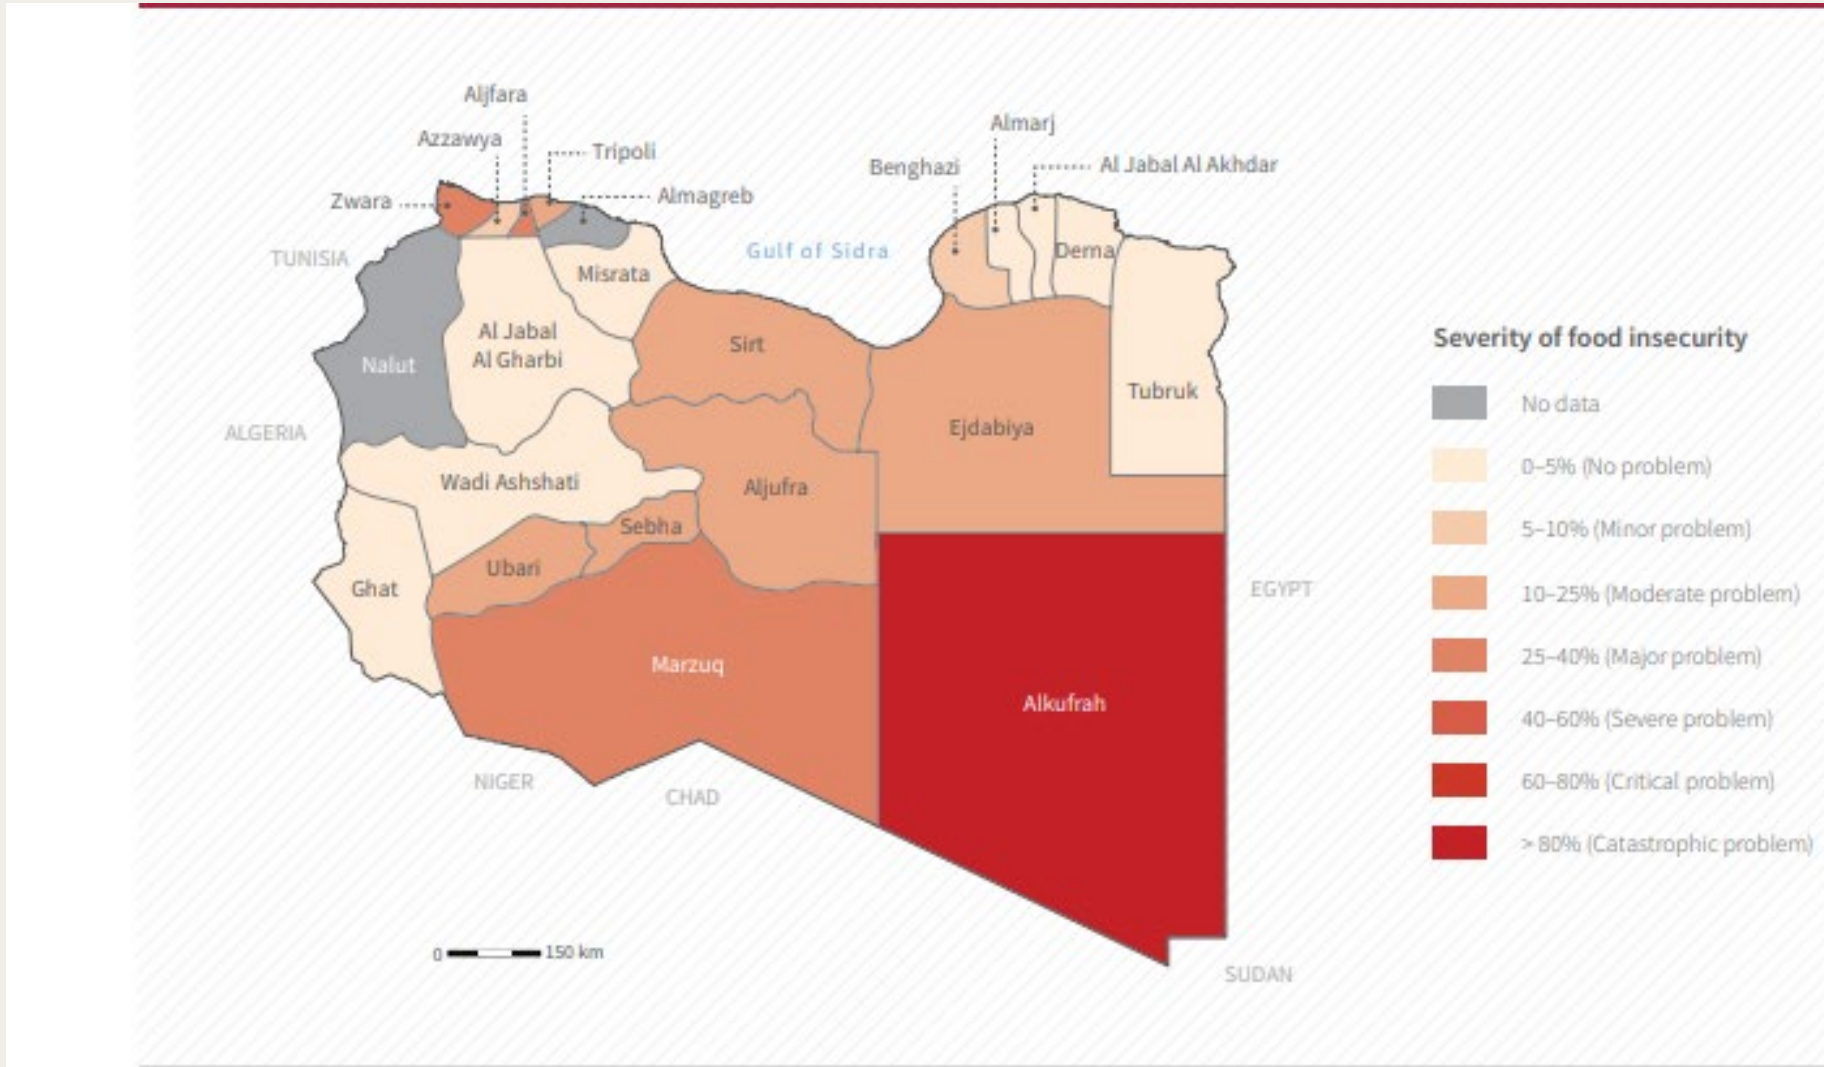 Aljfara
Azzawya
Tripoli
Zwara
Almagreb
Almarj
Benghazi
Al Jabal Al Akhdar
TUNISIA
Gulf of Sidra
Derna
Misrata
Al Jabal
Al Gharbi
Sirt
Nalut
Tubruk
ALGERIA
Ejdabiya
Wadi Ashshati
Aljufra
Sebha
Ubari
Ghat
EGYPT
Marzuq
Alkufrah
NIGER
CHAD
SUDAN
0 150 km
Severity of food insecurity
No data
0–5% (No problem)
5–10% (Minor problem)
10–25% (Moderate problem)
25–40% (Major problem)
40–60% (Severe problem)
60–80% (Critical problem)
> 80% (Catastrophic problem)